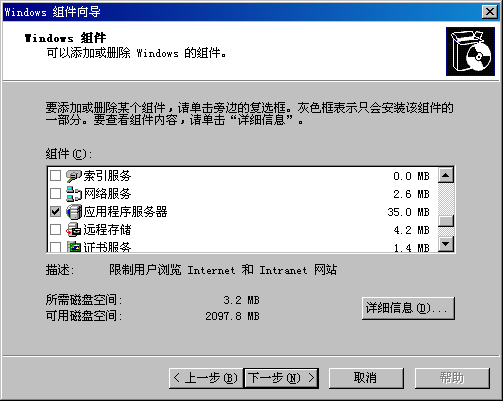 Windows 组件向导
Windows 组件
可以添加或删除 Windows 的组件。
要添加或删除某个组件，请单击旁边的复选框。灰色框表示只会安装该组件的
一部分。要查看组件内容，请单击“详细信息”。
组件(C):
索引服务 0.0 MB
网络服务 2.6 MB
应用程序服务器 35.0 MB
远程存储 4.2 MB
证书服务 1.4 MB
描述: 限制用户浏览 Internet 和 Intranet 网站
所需磁盘空间: 3.2 MB
可用磁盘空间: 2097.8 MB
详细信息(D)...
< 上一步(B) 下一步(N) > 取消 帮助